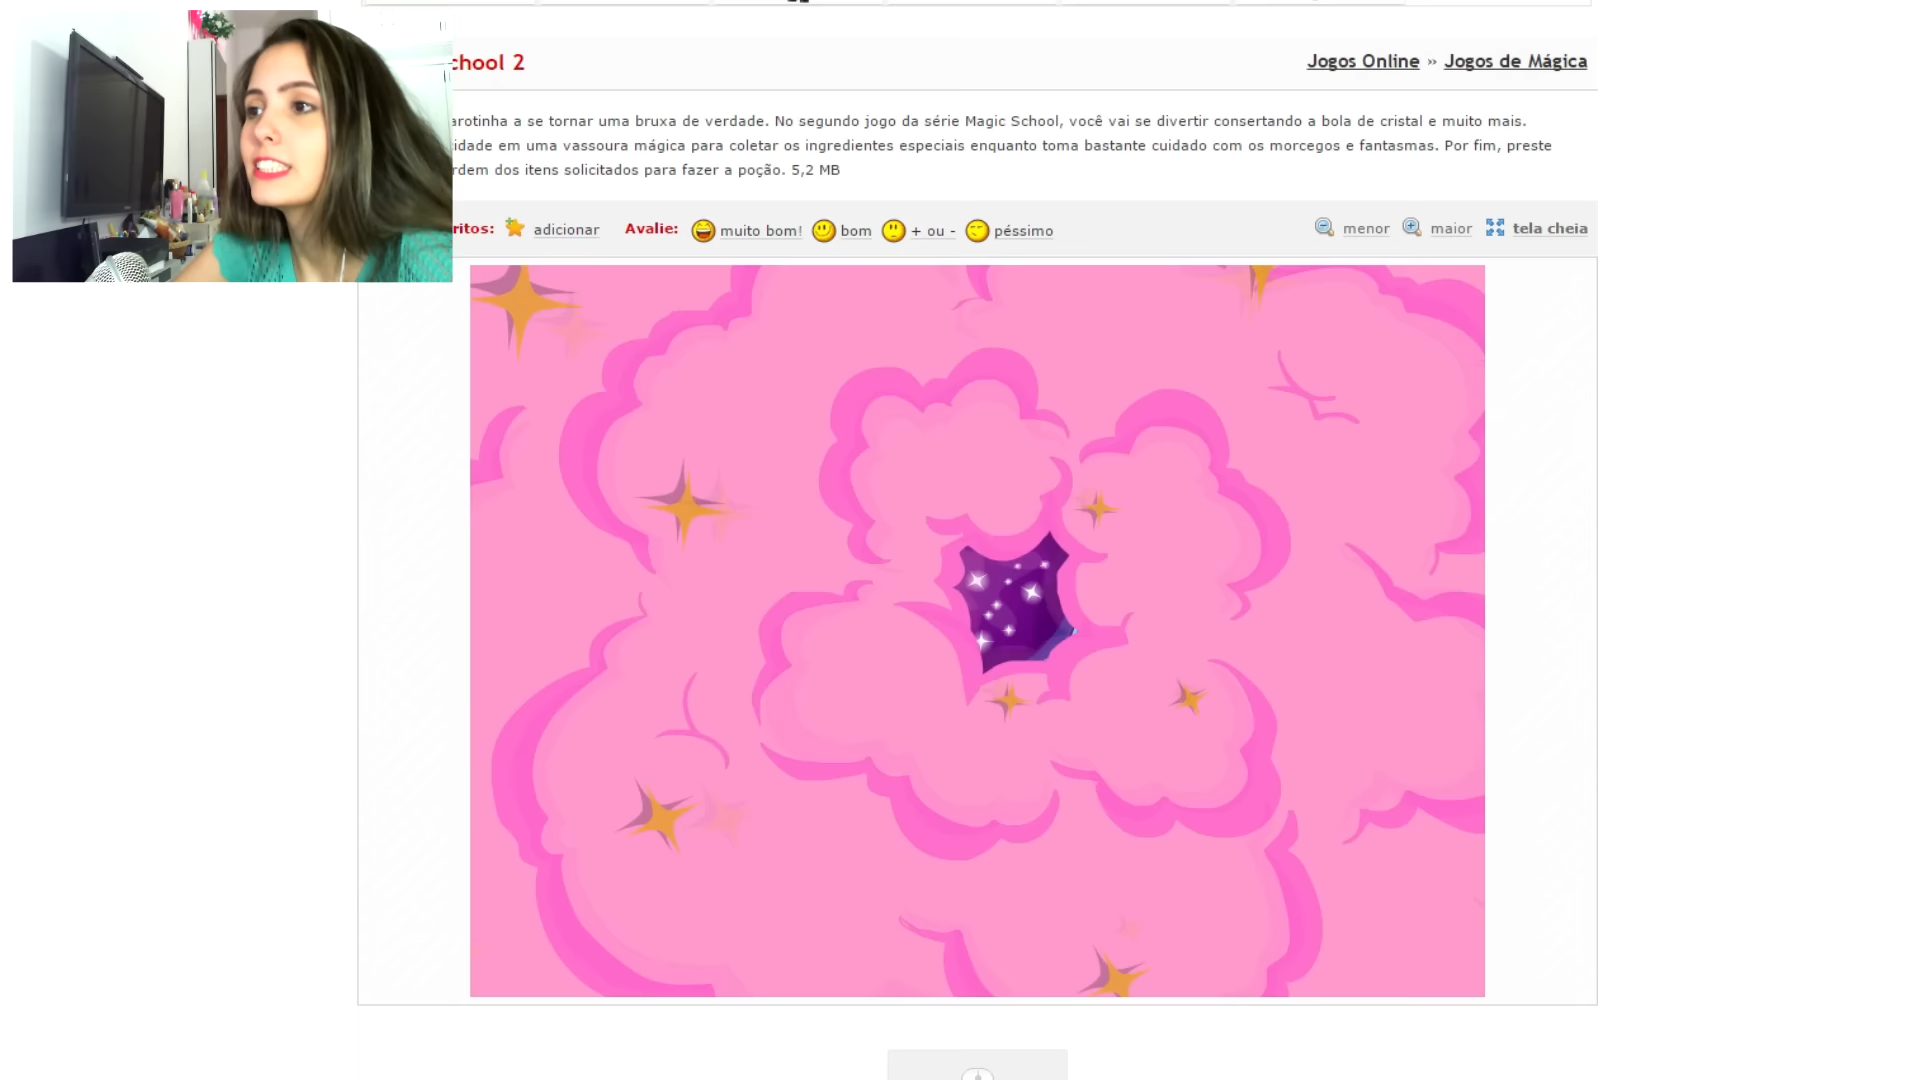 chool 2
Jogos Online » Jogos de Mágica
arotinha a se tornar uma bruxa de verdade. No segundo jogo da série Magic School, você vai se divertir consertando a bola de cristal e muito mais.
idade em uma vassoura mágica para coletar os ingredientes especiais enquanto toma bastante cuidado com os morcegos e fantasmas. Por fim, preste
rdem dos itens solicitados para fazer a poção. 5,2 MB
ritos: adicionar Avalie: muito bom! bom + ou - péssimo menor maior tela cheia